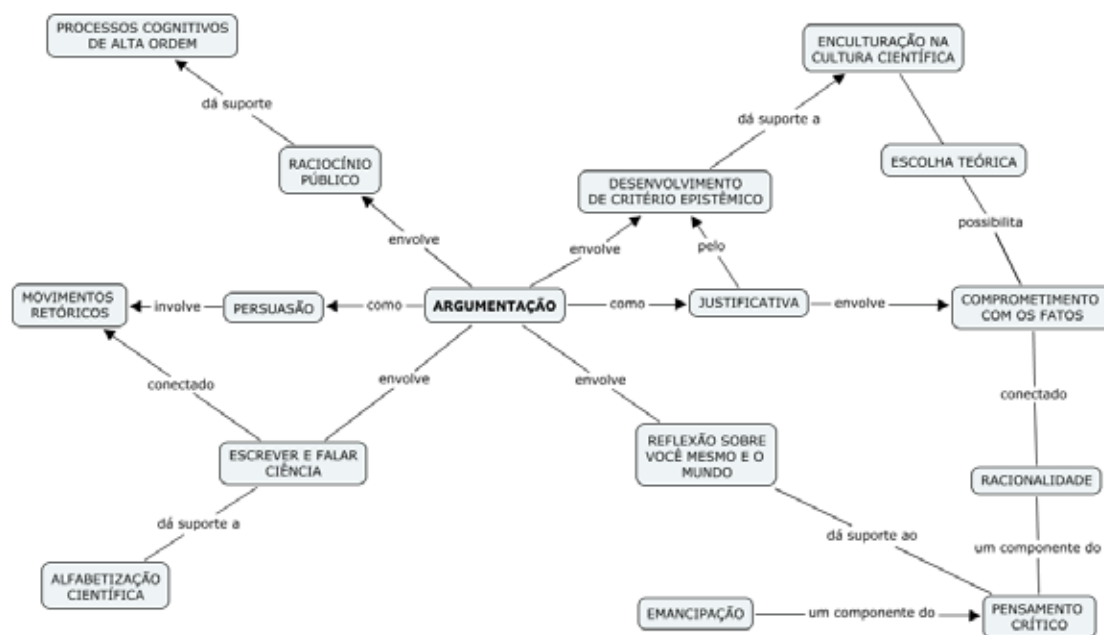 PROCESSOS COGNITIVOS
DE ALTA ORDEM
ENCULTURAÇÃO NA
CULTURA CIENTÍFICA
dá suporte
dá suporte a
RACIOCÍNIO
PÚBLICO
ESCOLHA TEÓRICA
DESENVOLVIMENTO
DE CRITÉRIO EPISTÊMICO
possibilita
envolve
envolve
pelo
MOVIMENTOS
RETÓRICOS
involve
PERSUASÃO
como
ARGUMENTAÇÃO
como
JUSTIFICATIVA
envolve
COMPROMETIMENTO
COM OS FATOS
conectado
envolve
envolve
conectado
ESCREVER E FALAR
CIÊNCIA
REFLEXÃO SOBRE
VOCÊ MESMO E O
MUNDO
RACIONALIDADE
dá suporte a
dá suporte ao
um componente do
ALFABETIZAÇÃO
CIENTÍFICA
EMANCIPAÇÃO
um componente do
PENSAMENTO
CRÍTICO